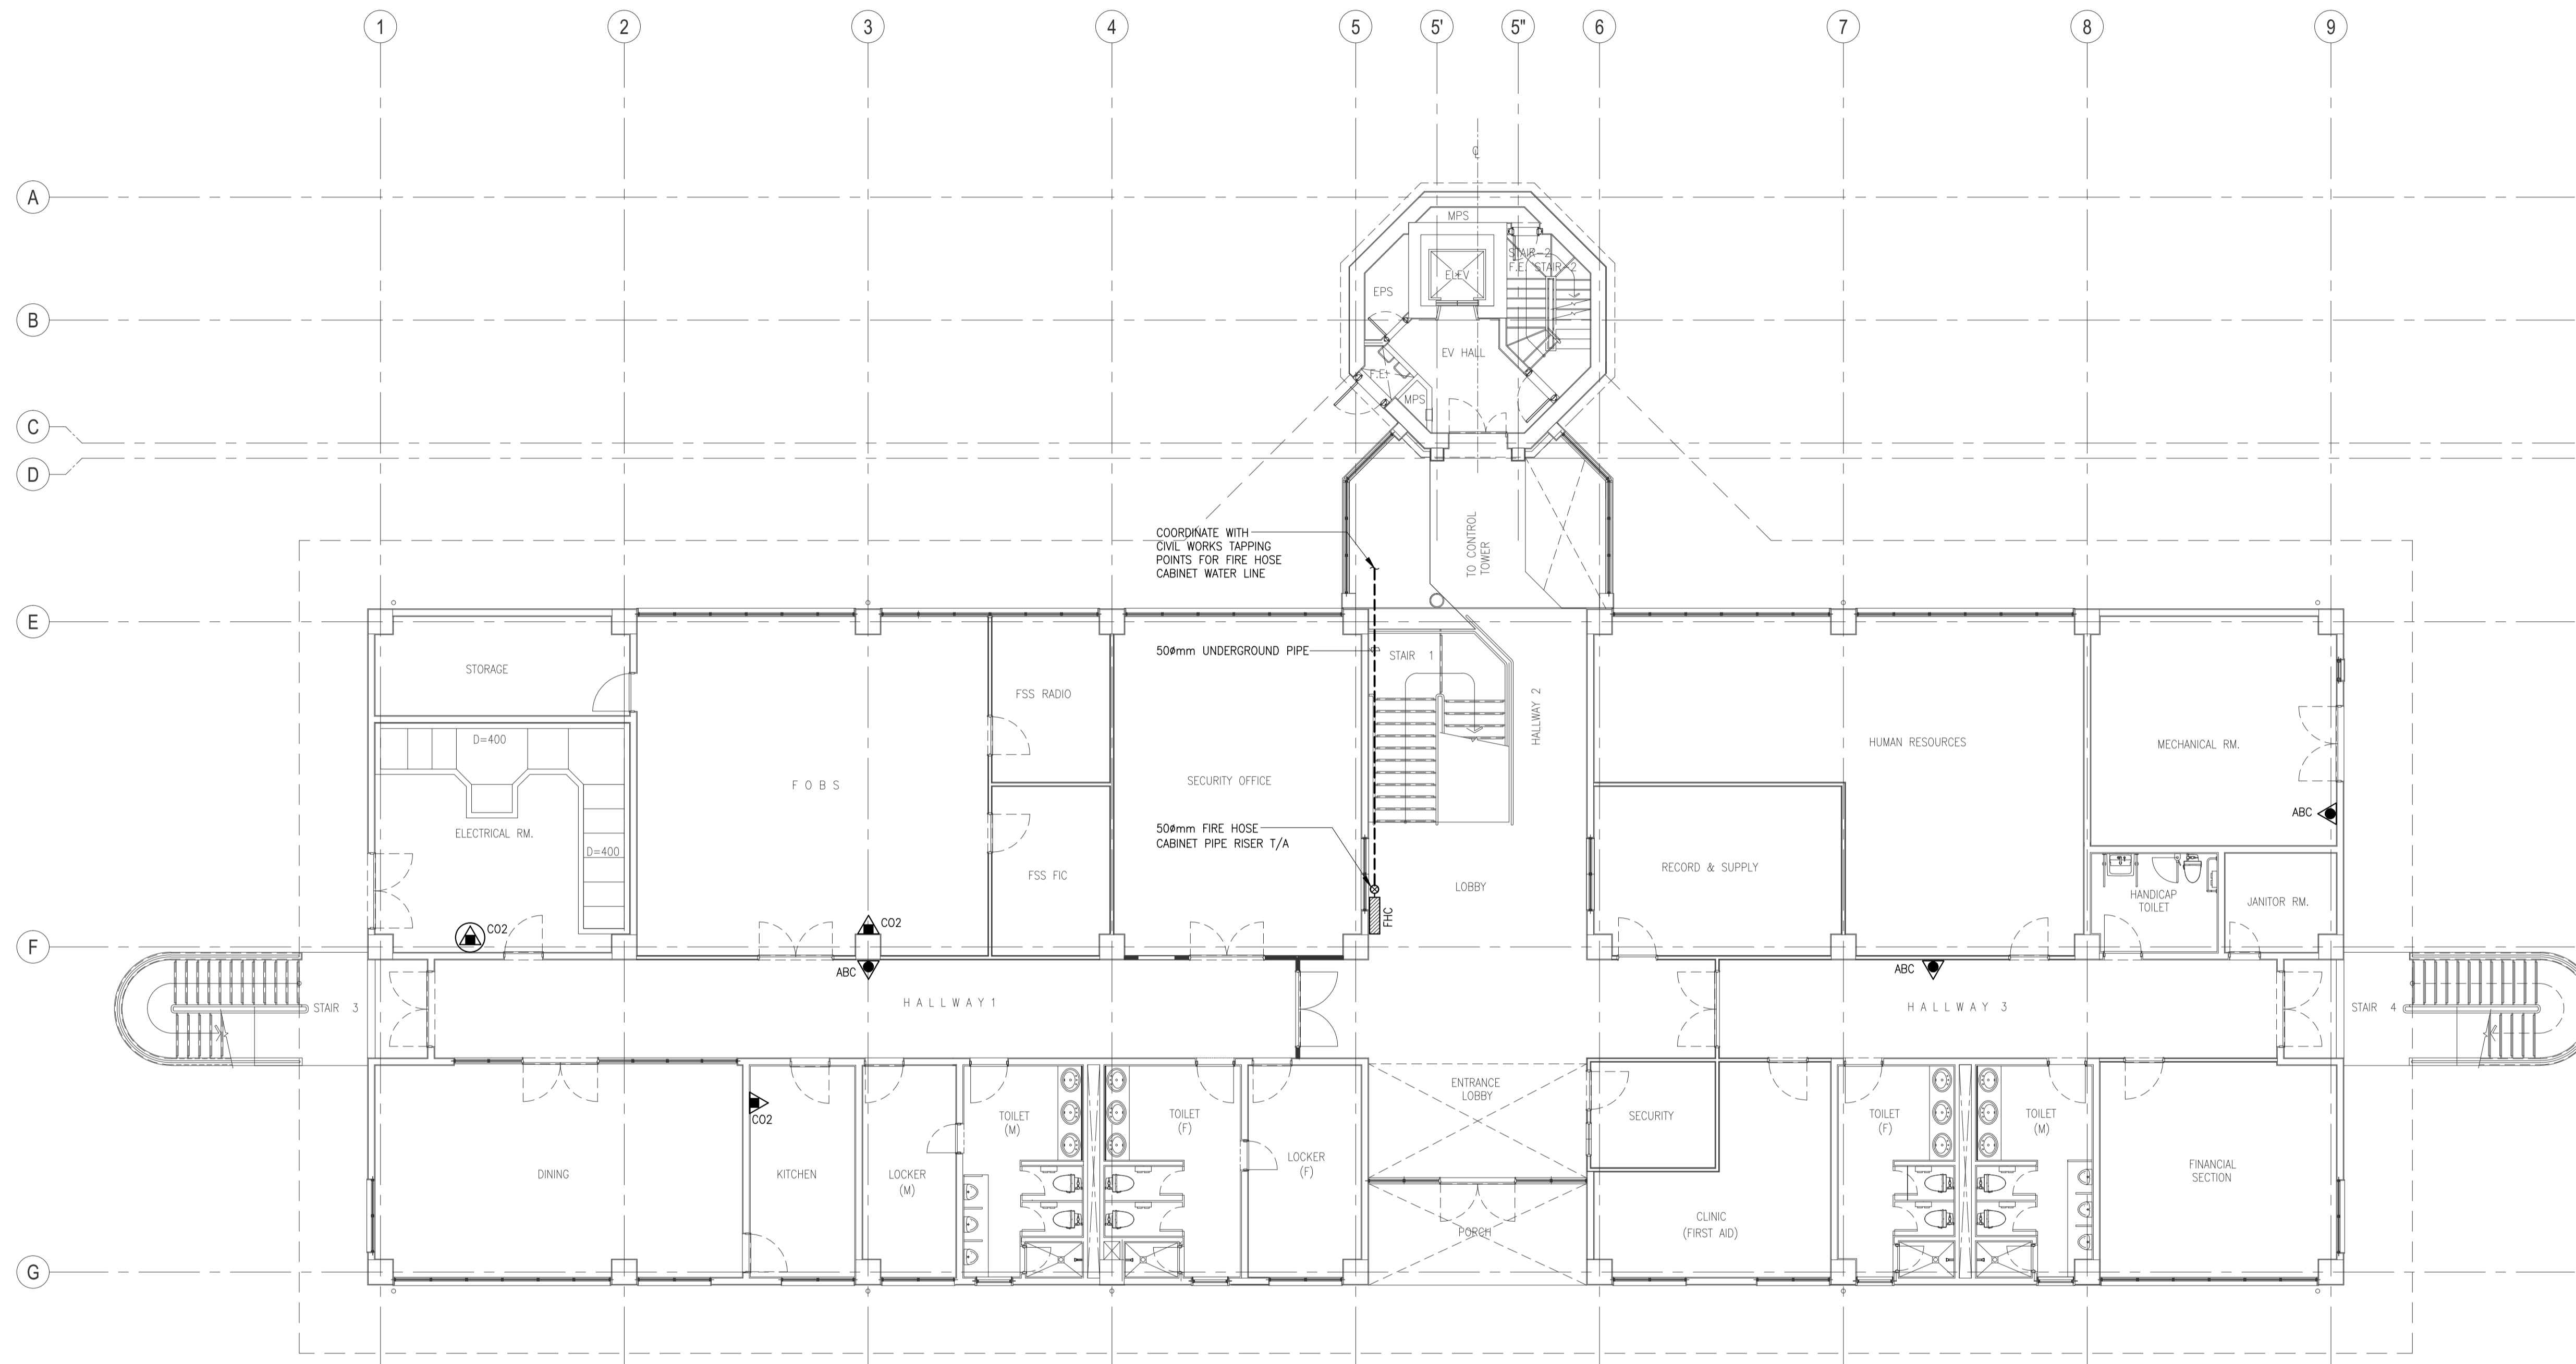 1 2 3 4 5 5' 5" 6 7 8 9
A
MPS
STAIR-2
F.E. STAIR-2
ELEV
EPS
B
EV HALL
F.E.
MPS
C
D
COORDINATE WITH
CIVIL WORKS TAPPING
POINTS FOR FIRE HOSE
CABINET WATER LINE
TO CONTROL
TOWER
E
STORAGE
FSS RADIO
50ømm UNDERGROUND PIPE
STAIR 1
HALLWAY 2
D=400
F O B S
SECURITY OFFICE
HUMAN RESOURCES
MECHANICAL RM.
ABC
ELECTRICAL RM.
D=400
FSS FIC
50ømm FIRE HOSE
CABINET PIPE RISER T/A
LOBBY
RECORD & SUPPLY
HANDICAP
TOILET
JANITOR RM.
FHC
CO2
CO2
F
ABC
ABC
STAIR 3
H A L L W A Y 1
H A L L W A Y 3
STAIR 4
CO2
DINING
KITCHEN
LOCKER
(M)
TOILET
(M)
TOILET
(F)
LOCKER
(F)
ENTRANCE
LOBBY
PORCH
SECURITY
CLINIC
(FIRST AID)
TOILET
(F)
TOILET
(M)
FINANCIAL
SECTION
G